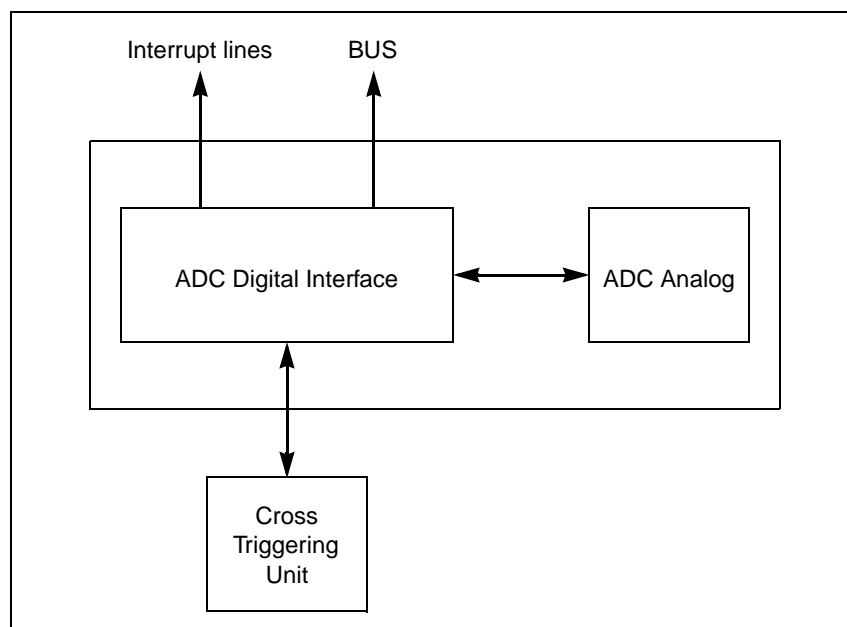 Interrupt lines
BUS
ADC Digital Interface
ADC Analog
Cross
Triggering
Unit